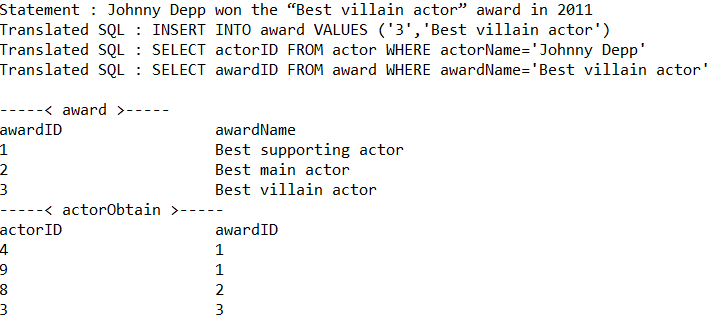 Statement : Johnny Depp won the “Best villain actor” award in 2011
Translated SQL : INSERT INTO award VALUES ('3','Best villain actor')
Translated SQL : SELECT actorID FROM actor WHERE actorName='Johnny Depp'
Translated SQL : SELECT awardID FROM award WHERE awardName='Best villain actor'
-----< award >-----
awardID awardName
1 Best supporting actor
2 Best main actor
3 Best villain actor
-----< actorObtain >-----
actorID awardID
4 1
9 1
8 2
3 3